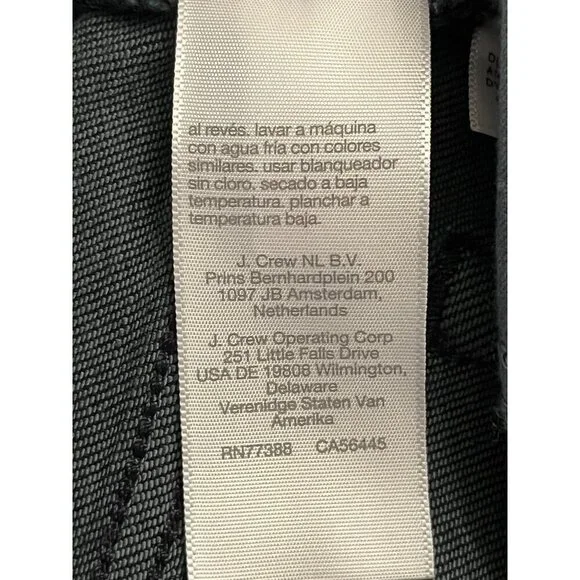 al revés. lavar a máquina
con agua fría con colores
similares. usar blanqueador
sin cloro. secado a baja
temperatura. planchar a
temperatura baja.
J. Crew NL B.V.
Prins Bernhardplein 200
1097 JB Amsterdam,
Netherlands
J. Crew Operating Corp
251 Little Falls Drive
USA DE 19808 Wilmington,
Delaware
Verenidge Staten Van
Amerika
RN77388 CA56445